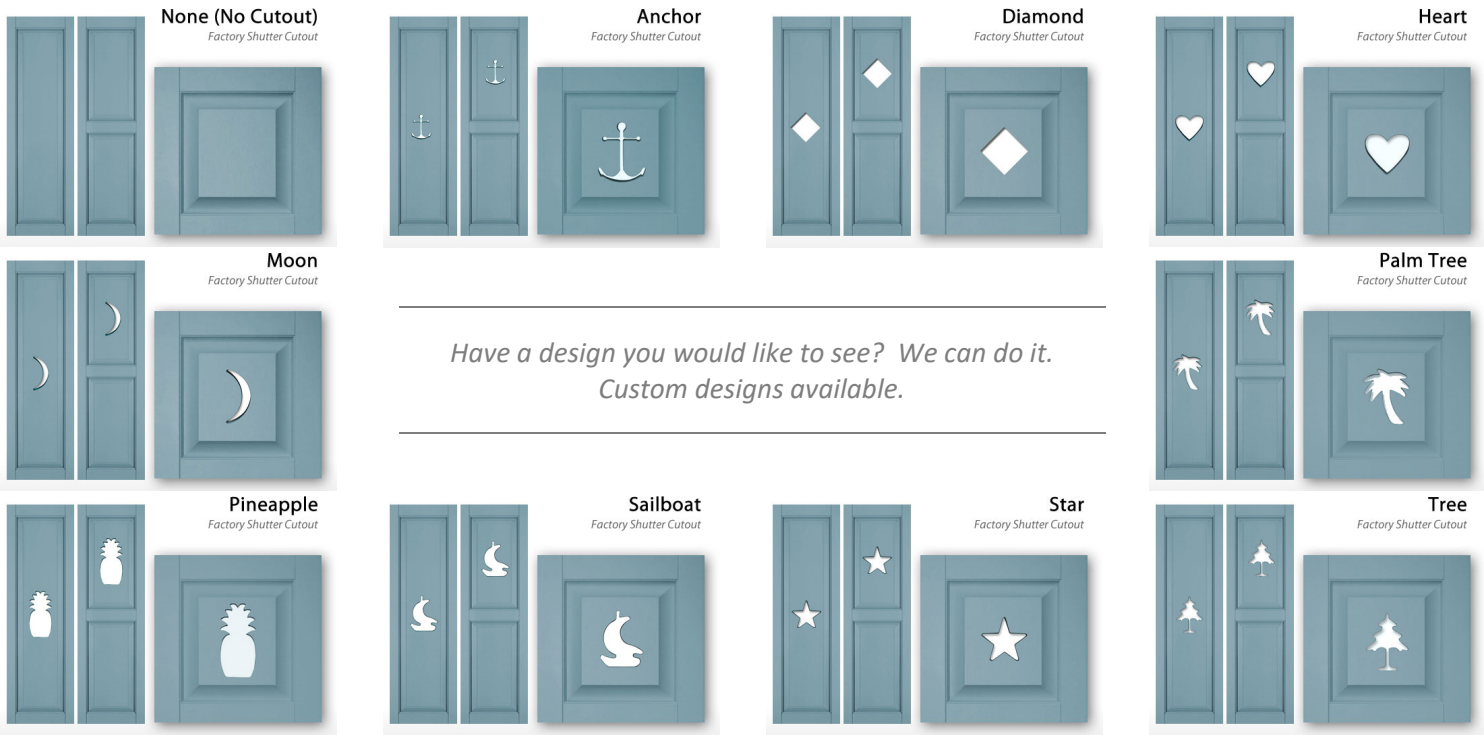 None (No Cutout)
Factory Shutter Cutout
Anchor
Factory Shutter Cutout
Diamond
Factory Shutter Cutout
Heart
Factory Shutter Cutout
Moon
Factory Shutter Cutout
Have a design you would like to see? We can do it.
Custom designs available.
Palm Tree
Factory Shutter Cutout
Pineapple
Factory Shutter Cutout
Sailboat
Factory Shutter Cutout
Star
Factory Shutter Cutout
Tree
Factory Shutter Cutout